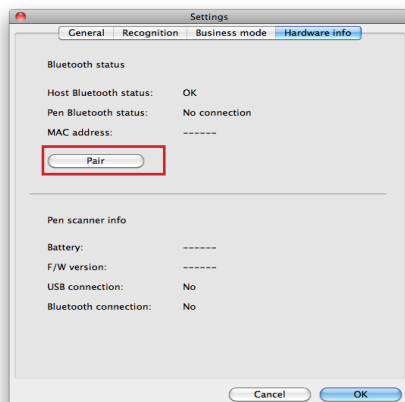 Settings
General Recognition Business mode Hardware info
Bluetooth status
Host Bluetooth status: OK
Pen Bluetooth status: No connection
MAC address: ------
Pair
Pen scanner info
Battery: ------
F/W version: ------
USB connection: No
Bluetooth connection: No
Cancel OK